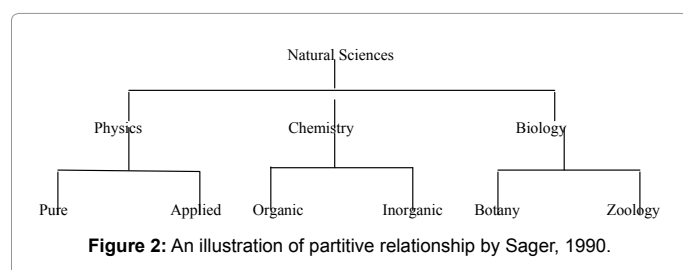 Natural Sciences
Physics Chemistry Biology
Pure Applied Organic Inorganic Botany Zoology
Figure 2: An illustration of partitive relationship by Sager, 1990.